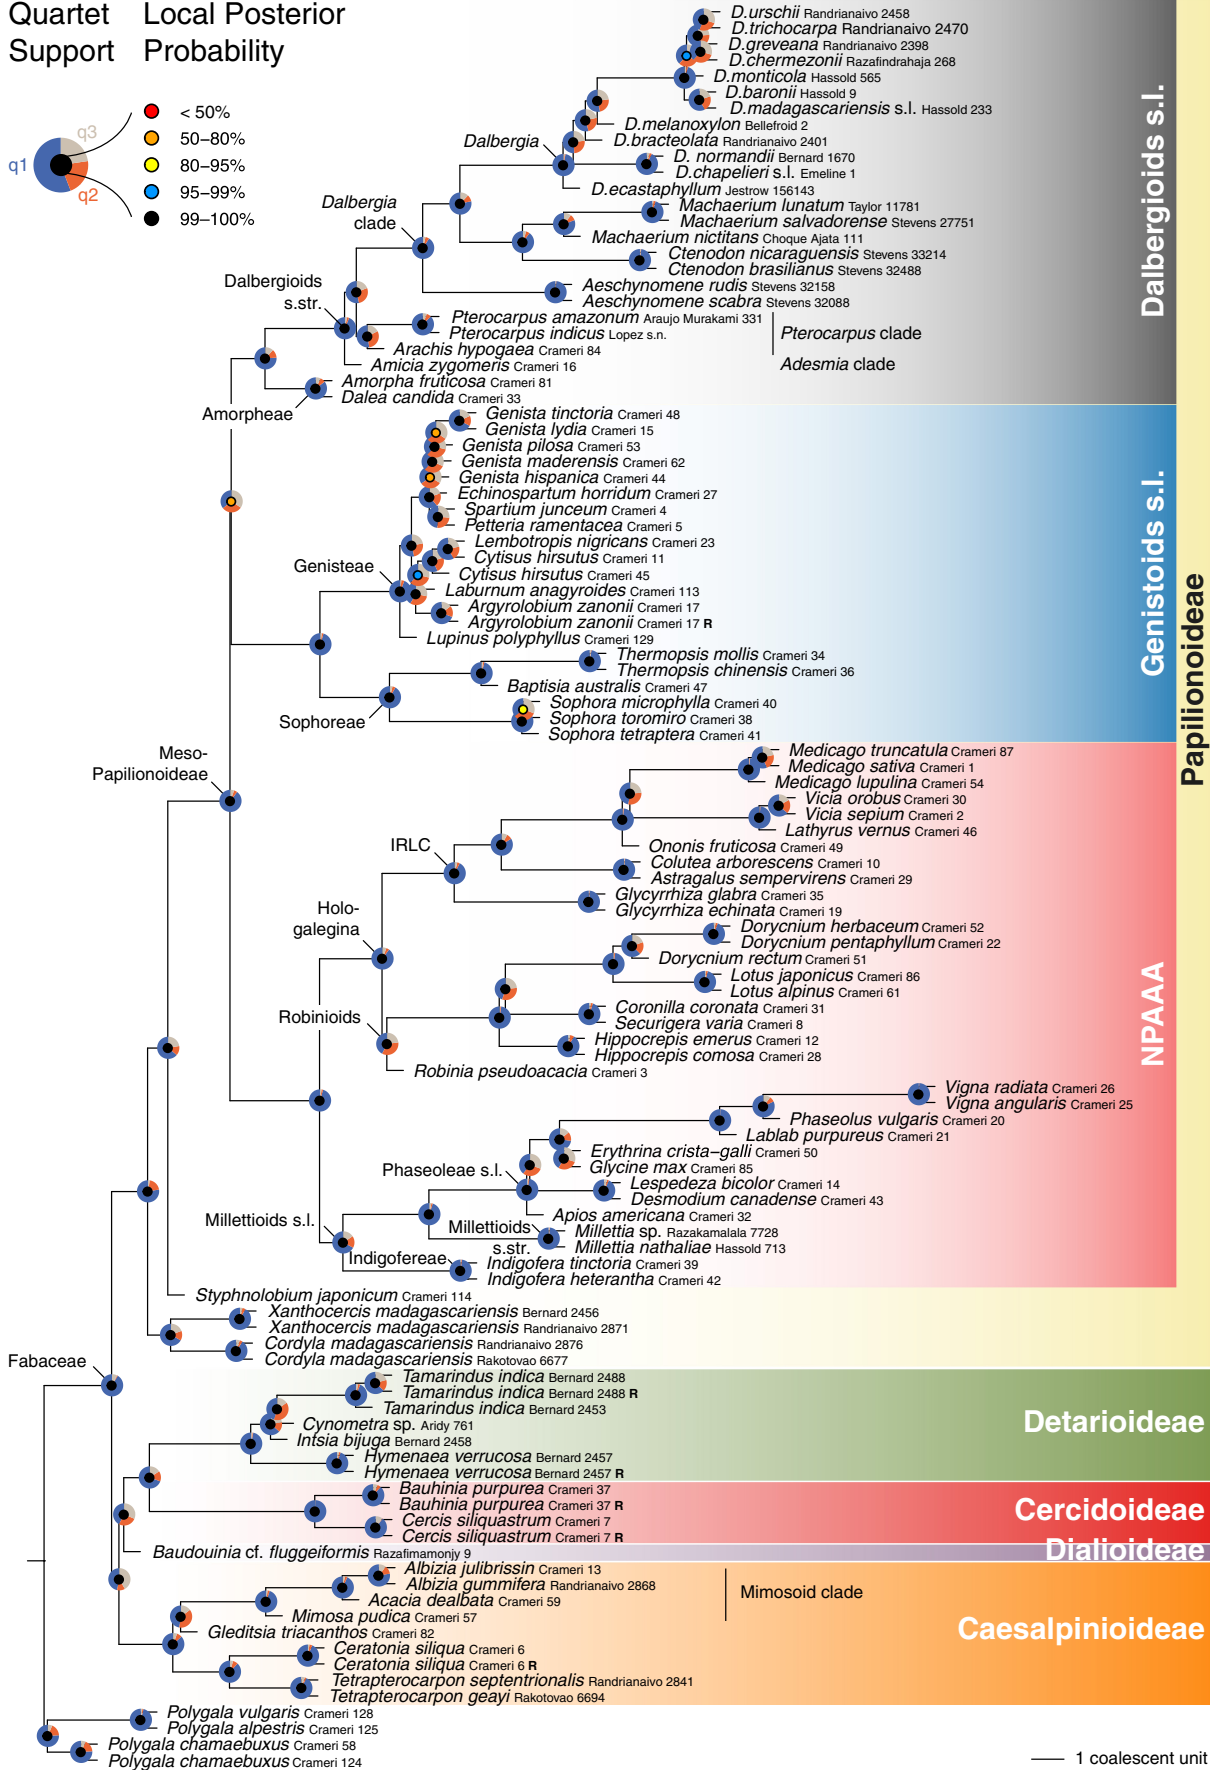 Quartet Support
Local Posterior Probability
q3
q1
q2
< 50%
50–80%
80–95%
95–99%
99–100%
D.urschii Randrianaivo 2458
D.trichocarpa Randrianaivo 2470
D.greveana Randrianaivo 2398
D.chermezonii Razafindrahaja 268
D.monticola Hassold 565
D.baronii Hassold 9
D.madagascariensis s.l. Hassold 233
D.melanoxylon Bellefroid 2
Dalbergia
D.bracteolata Randrianaivo 2401
D. normandii Bernard 1670
D.chapelieri s.l. Emeline 1
D.ecastaphyllum Jestrow 156143
Dalbergia clade
Machaerium lunatum Taylor 11781
Machaerium salvadorense Stevens 27751
Machaerium nictitans Choque Ajata 111
Ctenodon nicaraguensis Stevens 33214
Ctenodon brasilianus Stevens 32488
Dalbergioids s.str.
Aeschynomene rudis Stevens 32158
Aeschynomene scabra Stevens 32088
Pterocarpus amazonum Araujo Murakami 331
Pterocarpus indicus Lopez s.n.
Pterocarpus clade
Arachis hypogaea Crameri 84
Amicia zygomeris Crameri 16
Adesmia clade
Amorpha fruticosa Crameri 81
Dalea candida Crameri 33
Amorpheae
Dalbergioids s.l.
Genista tinctoria Crameri 48
Genista lydia Crameri 15
Genista pilosa Crameri 53
Genista maderensis Crameri 62
Genista hispanica Crameri 44
Echinospartum horridum Crameri 27
Spartium junceum Crameri 4
Petteria ramentacea Crameri 5
Lembotropis nigricans Crameri 23
Cytisus hirsutus Crameri 11
Genisteae
Cytisus hirsutus Crameri 45
Laburnum anagyroides Crameri 113
Argyrolobium zanonii Crameri 17
Argyrolobium zanonii Crameri 17 R
Lupinus polyphyllus Crameri 129
Thermopsis mollis Crameri 34
Thermopsis chinensis Crameri 36
Baptisia australis Crameri 47
Sophora microphylla Crameri 40
Sophoreae
Sophora toromiro Crameri 38
Sophora tetraptera Crameri 41
Genistoids s.l.
Papilionoideae
Meso-
Papilionoideae
Medicago truncatula Crameri 87
Medicago sativa Crameri 1
Medicago lupulina Crameri 54
Vicia orobus Crameri 30
Vicia sepium Crameri 2
Lathyrus vernus Crameri 46
IRLC
Ononis fruticosa Crameri 49
Colutea arborescens Crameri 10
Astragalus sempervirens Crameri 29
Glycyrrhiza glabra Crameri 35
Glycyrrhiza echinata Crameri 19
Holo-
galegina
Dorycnium herbaceum Crameri 52
Dorycnium pentaphyllum Crameri 22
Dorycnium rectum Crameri 51
Lotus japonicus Crameri 86
Lotus alpinus Crameri 61
Robinioids
Coronilla coronata Crameri 31
Securigera varia Crameri 8
Hippocrepis emerus Crameri 12
Hippocrepis comosa Crameri 28
Robinia pseudoacacia Crameri 3
NPAAA
Vigna radiata Crameri 26
Vigna angularis Crameri 25
Phaseolus vulgaris Crameri 20
Lablab purpureus Crameri 21
Erythrina crista–galli Crameri 50
Glycine max Crameri 85
Phaseoleae s.l.
Lespedeza bicolor Crameri 14
Desmodium canadense Crameri 43
Apios americana Crameri 32
Millettioids s.l.
Millettioids s.str.
Millettia sp. Razakamalala 7728
Millettia nathaliae Hassold 713
Indigofereae
Indigofera tinctoria Crameri 39
Indigofera heterantha Crameri 42
Styphnolobium japonicum Crameri 114
Xanthocercis madagascariensis Bernard 2456
Xanthocercis madagascariensis Randrianaivo 2871
Cordyla madagascariensis Randrianaivo 2876
Cordyla madagascariensis Rakotovao 6677
Fabaceae
Tamarindus indica Bernard 2488
Tamarindus indica Bernard 2488 R
Tamarindus indica Bernard 2453
Cynometra sp. Aridy 761
Intsia bijuga Bernard 2458
Hymenaea verrucosa Bernard 2457
Hymenaea verrucosa Bernard 2457 R
Detarioideae
Bauhinia purpurea Crameri 37
Bauhinia purpurea Crameri 37 R
Cercis siliquastrum Crameri 7
Cercis siliquastrum Crameri 7 R
Cercidoideae
Baudouinia cf. fluggeiformis Razafimamonjy 9
Dialioideae
Albizia julibrissin Crameri 13
Albizia gummifera Randrianaivo 2868
Acacia dealbata Crameri 59
Mimosa pudica Crameri 57
Mimosoid clade
Gleditsia triacanthos Crameri 82
Ceratonia siliqua Crameri 6
Ceratonia siliqua Crameri 6 R
Tetrapterocarpon septentrionalis Randrianaivo 2841
Tetrapterocarpon geayi Rakotovao 6694
Caesalpinioideae
Polygala vulgaris Crameri 128
Polygala alpestris Crameri 125
Polygala chamaebuxus Crameri 58
Polygala chamaebuxus Crameri 124
1 coalescent unit